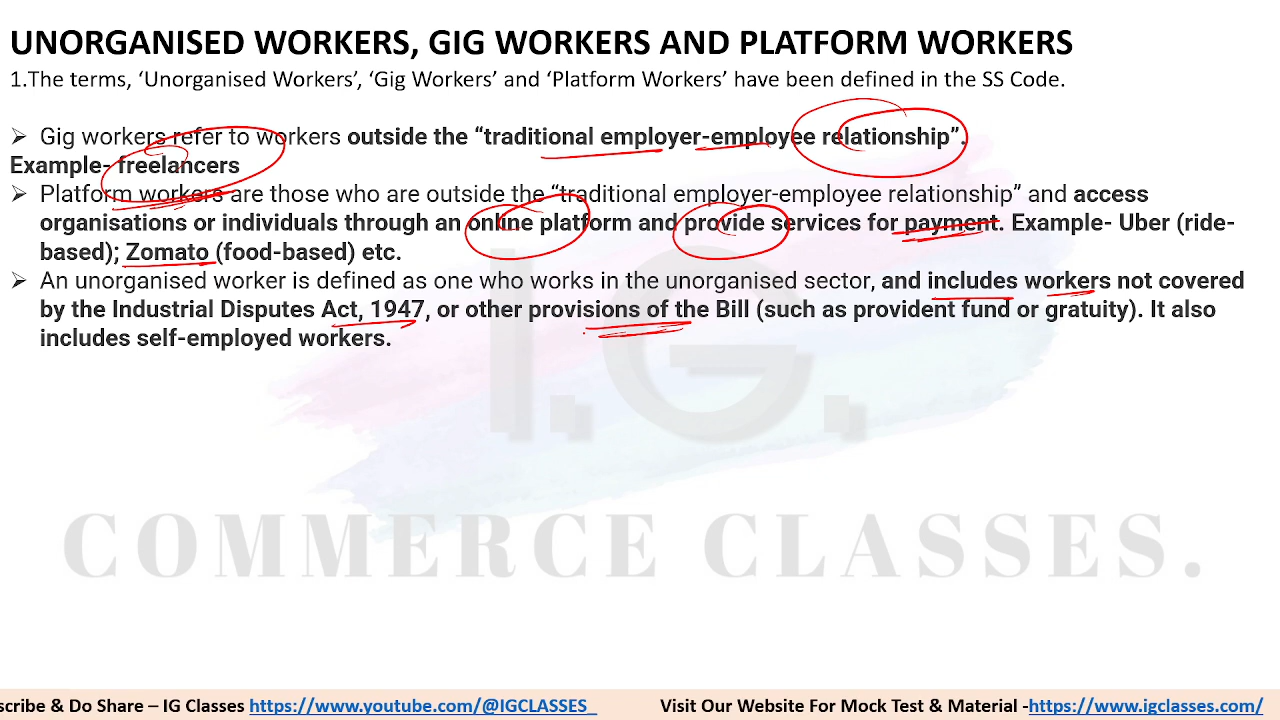 UNORGANISED WORKERS, GIG WORKERS AND PLATFORM WORKERS
1.The terms, ‘Unorganised Workers’, ‘Gig Workers’ and ‘Platform Workers’ have been defined in the SS Code.
➢ Gig workers refer to workers outside the “traditional employer-employee relationship”.
Example- freelancers
➢ Platform workers are those who are outside the “traditional employer-employee relationship” and access
organisations or individuals through an online platform and provide services for payment. Example- Uber (ride-
based); Zomato (food-based) etc.
➢ An unorganised worker is defined as one who works in the unorganised sector, and includes workers not covered
by the Industrial Disputes Act, 1947, or other provisions of the Bill (such as provident fund or gratuity). It also
includes self-employed workers.
I.G.
COMMERCE CLASSES.
scribe & Do Share – IG Classes https://www.youtube.com/@IGCLASSES_ Visit Our Website For Mock Test & Material -https://www.igclasses.com/